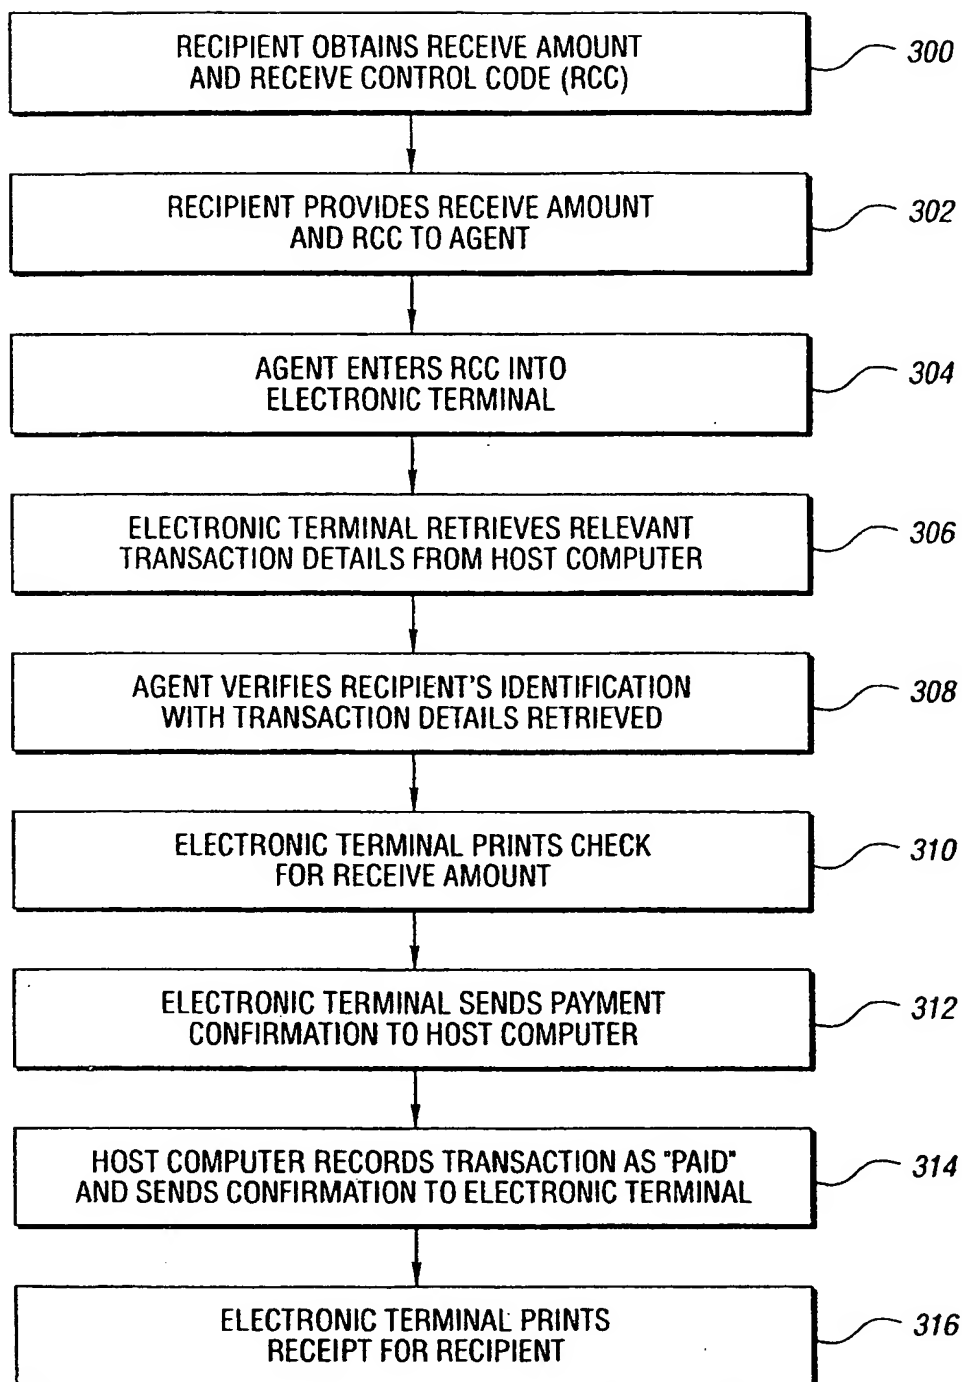 RECIPIENT OBTAINS RECEIVE AMOUNT
AND RECEIVE CONTROL CODE (RCC)
300
RECIPIENT PROVIDES RECEIVE AMOUNT
AND RCC TO AGENT
302
AGENT ENTERS RCC INTO
ELECTRONIC TERMINAL
304
ELECTRONIC TERMINAL RETRIEVES RELEVANT
TRANSACTION DETAILS FROM HOST COMPUTER
306
AGENT VERIFIES RECIPIENT'S IDENTIFICATION
WITH TRANSACTION DETAILS RETRIEVED
308
ELECTRONIC TERMINAL PRINTS CHECK
FOR RECEIVE AMOUNT
310
ELECTRONIC TERMINAL SENDS PAYMENT
CONFIRMATION TO HOST COMPUTER
312
HOST COMPUTER RECORDS TRANSACTION AS "PAID"
AND SENDS CONFIRMATION TO ELECTRONIC TERMINAL
314
ELECTRONIC TERMINAL PRINTS
RECEIPT FOR RECIPIENT
316